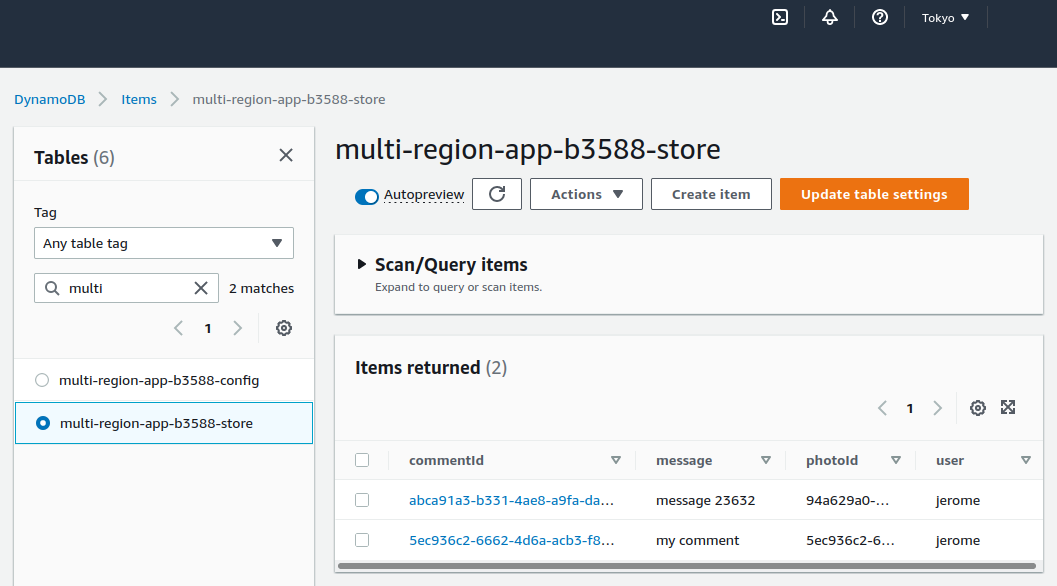 Tokyo
DynamoDB
Items
multi-region-app-b3588-store
Tables (6)
Tag
Any table tag
multi
2 matches
1
multi-region-app-b3588-config
multi-region-app-b3588-store
multi-region-app-b3588-store
Autopreview
Actions
Create item
Update table settings
Scan/Query items
Expand to query or scan items.
Items returned (2)
1
commentId message photoId user
abca91a3-b331-4ae8-a9fa-da... message 23632 94a629a0-... jerome
5ec936c2-6662-4d6a-acb3-f8... my comment 5ec936c2-6... jerome